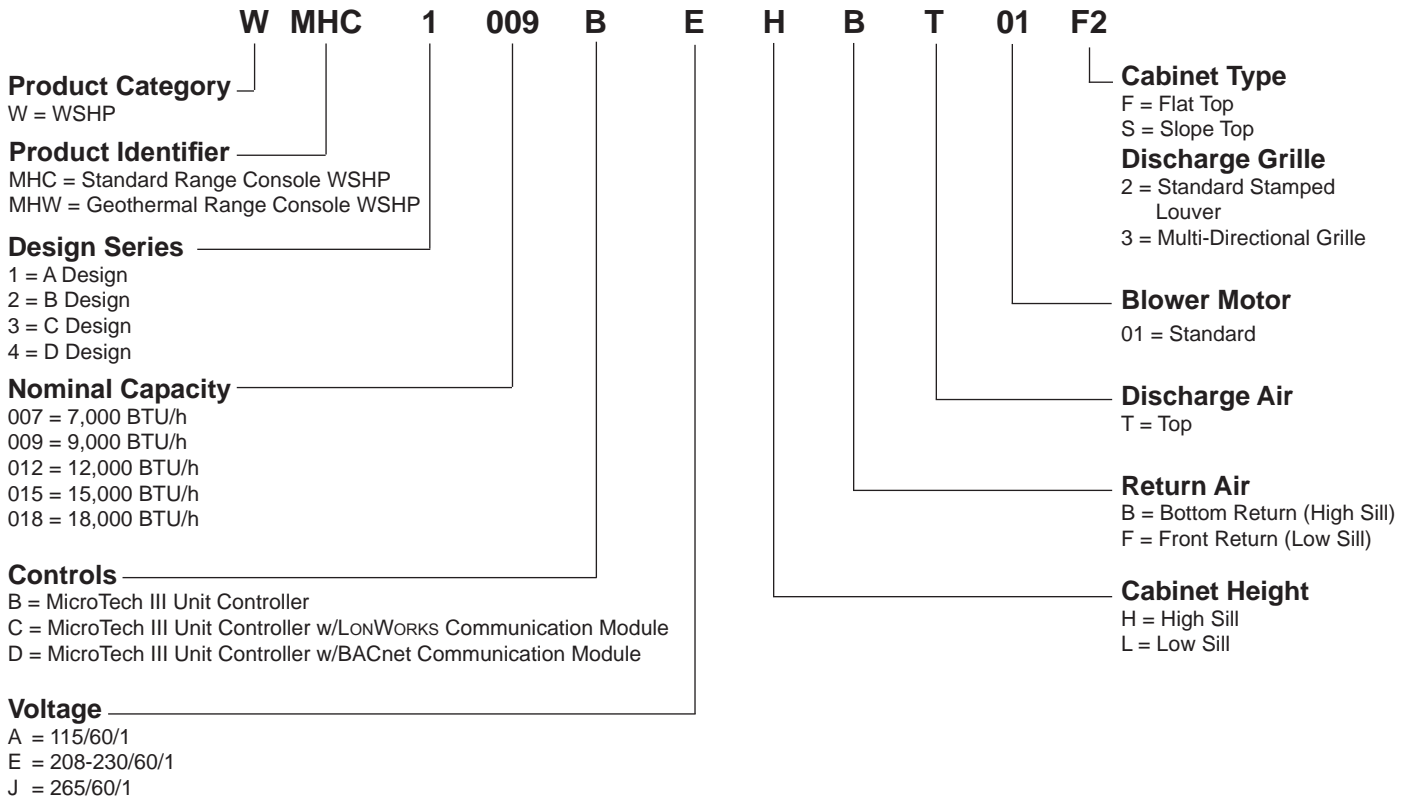 W MHC 1 009 B E H B T 01 F2
Product Category
W = WSHP
Product Identifier
MHC = Standard Range Console WSHP
MHW = Geothermal Range Console WSHP
Design Series
1 = A Design
2 = B Design
3 = C Design
4 = D Design
Nominal Capacity
007 = 7,000 BTU/h
009 = 9,000 BTU/h
012 = 12,000 BTU/h
015 = 15,000 BTU/h
018 = 18,000 BTU/h
Controls
B = MicroTech III Unit Controller
C = MicroTech III Unit Controller w/LONWORKS Communication Module
D = MicroTech III Unit Controller w/BACnet Communication Module
Voltage
A = 115/60/1
E = 208-230/60/1
J = 265/60/1
Cabinet Type
F = Flat Top
S = Slope Top
Discharge Grille
2 = Standard Stamped
Louver
3 = Multi-Directional Grille
Blower Motor
01 = Standard
Discharge Air
T = Top
Return Air
B = Bottom Return (High Sill)
F = Front Return (Low Sill)
Cabinet Height
H = High Sill
L = Low Sill